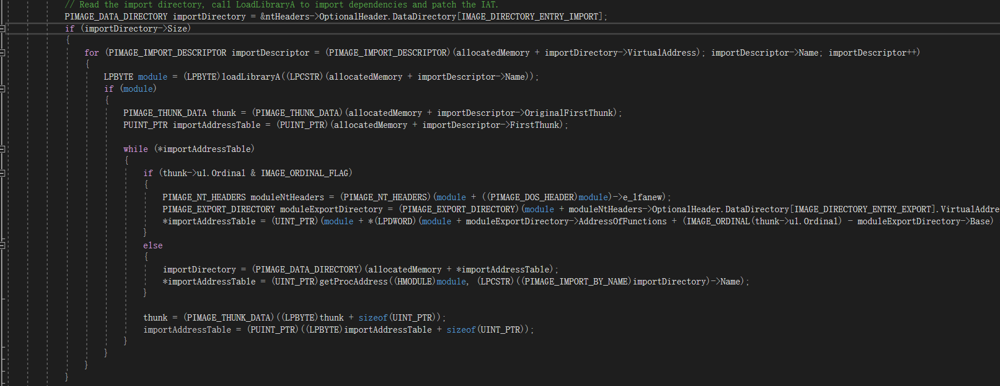 // Read the import directory, call LoadLibraryA to import dependencies and patch the IAT.
PIMAGE_DATA_DIRECTORY importDirectory = &ntHeaders->OptionalHeader.DataDirectory[IMAGE_DIRECTORY_ENTRY_IMPORT];
if (importDirectory->Size)
{
for (PIMAGE_IMPORT_DESCRIPTOR importDescriptor = (PIMAGE_IMPORT_DESCRIPTOR)(allocatedMemory + importDirectory->VirtualAddress); importDescriptor->Name; importDescriptor++)
{
LPBYTE module = (LPBYTE)loadLibraryA((LPCSTR)(allocatedMemory + importDescriptor->Name));
if (module)
{
PIMAGE_THUNK_DATA thunk = (PIMAGE_THUNK_DATA)(allocatedMemory + importDescriptor->OriginalFirstThunk);
PUINT_PTR importAddressTable = (PUINT_PTR)(allocatedMemory + importDescriptor->FirstThunk);
while (*importAddressTable)
{
if (thunk->u1.Ordinal & IMAGE_ORDINAL_FLAG)
{
PIMAGE_NT_HEADERS moduleNtHeaders = (PIMAGE_NT_HEADERS)(module + ((PIMAGE_DOS_HEADER)module)->e_lfanew);
PIMAGE_EXPORT_DIRECTORY moduleExportDirectory = (PIMAGE_EXPORT_DIRECTORY)(module + moduleNtHeaders->OptionalHeader.DataDirectory[IMAGE_DIRECTORY_ENTRY_EXPORT].VirtualAddre
*importAddressTable = (UINT_PTR)(module + *(LPDWORD)(module + moduleExportDirectory->AddressOfFunctions + (IMAGE_ORDINAL(thunk->u1.Ordinal) - moduleExportDirectory->Base)
}
else
{
importDirectory = (PIMAGE_DATA_DIRECTORY)(allocatedMemory + *importAddressTable);
*importAddressTable = (UINT_PTR)getProcAddress((HMODULE)module, (LPCSTR)((PIMAGE_IMPORT_BY_NAME)importDirectory)->Name);
}
thunk = (PIMAGE_THUNK_DATA)((LPBYTE)thunk + sizeof(UINT_PTR));
importAddressTable = (PUINT_PTR)((LPBYTE)importAddressTable + sizeof(UINT_PTR));
}
}
}
}